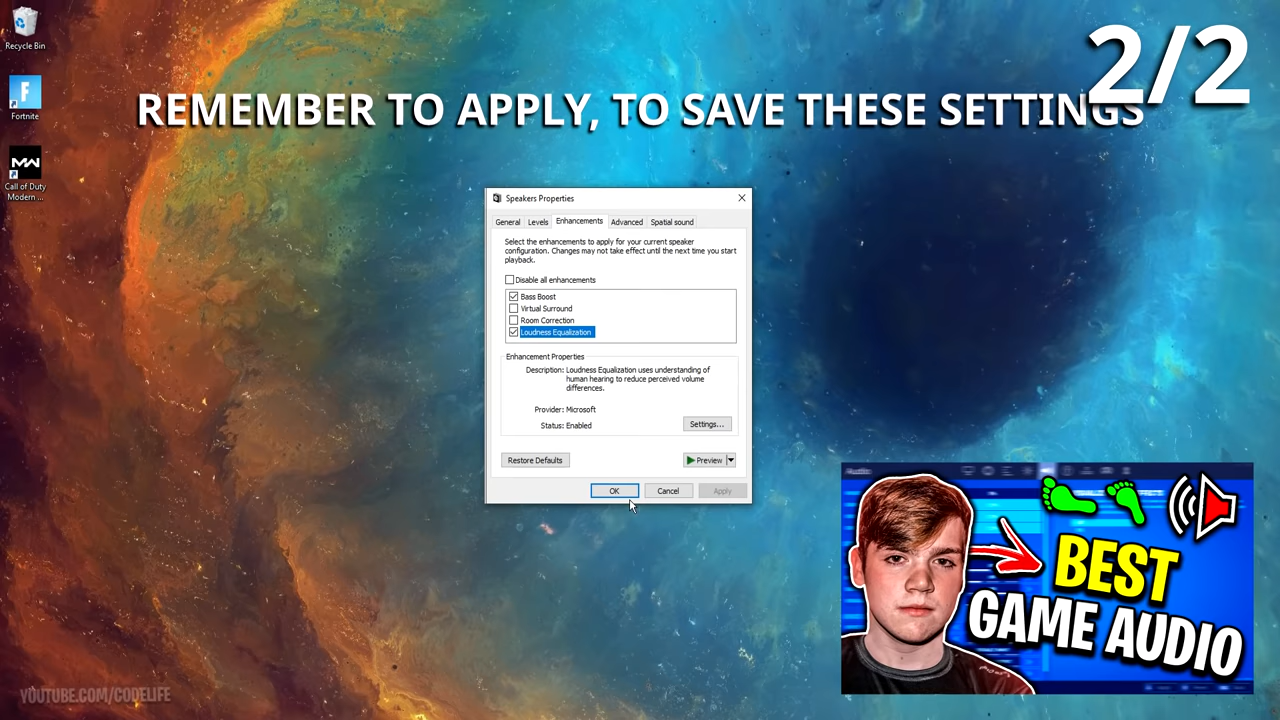 2/2
REMEMBER TO APPLY, TO SAVE THESE SETTINGS
Recycle Bin
Fortnite
MW
Call of Duty
Modern ...
Speakers Properties
General Levels Enhancements Advanced Spatial sound
Select the enhancements to apply for your current speaker
configuration. Changes may not take effect until the next time you start
playback.
Disable all enhancements
Bass Boost
Virtual Surround
Room Correction
Loudness Equalization
Enhancement Properties
Description: Loudness Equalization uses understanding of
human hearing to reduce perceived volume
differences.
Provider: Microsoft
Status: Enabled
Settings...
Restore Defaults
Preview
OK Cancel Apply
BEST
GAME AUDIO
YOUTUBE.COM/CODELIFE